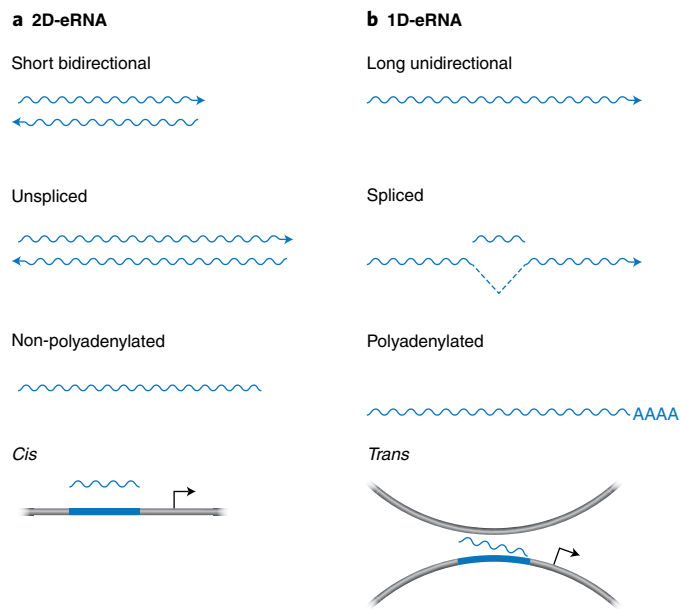 a 2D-eRNA
Short bidirectional
Unspliced
Non-polyadenylated
Cis
b 1D-eRNA
Long unidirectional
Spliced
Polyadenylated
AAAA
Trans